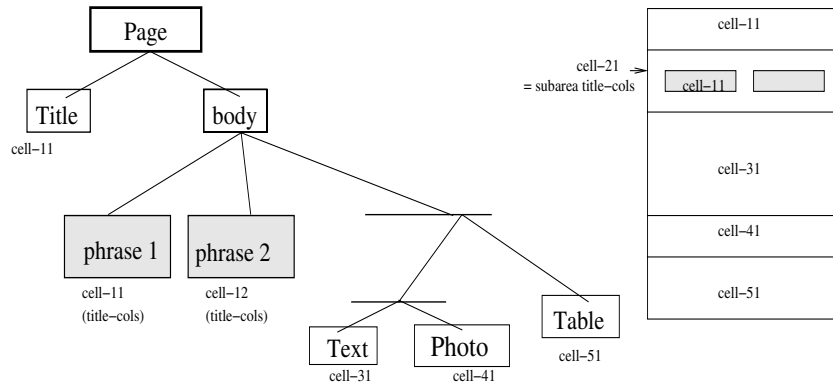 Page
Title
body
cell-11
phrase 1
phrase 2
cell-11
(title-cols)
cell-12
(title-cols)
Text
Photo
Table
cell-31
cell-41
cell-51
cell-11
cell-21
= subarea title-cols
cell-11
cell-31
cell-41
cell-51